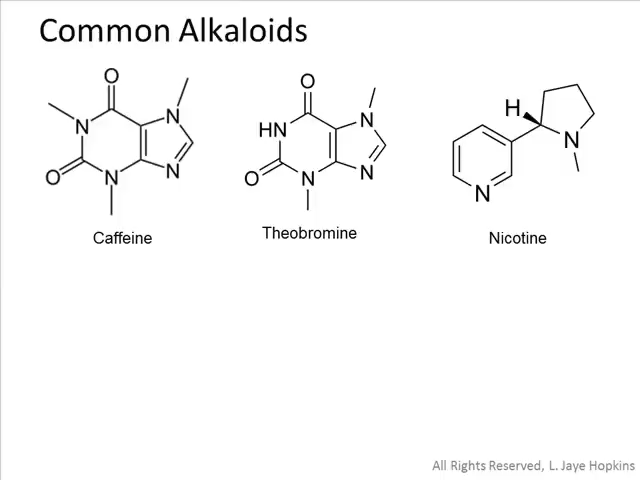 Common Alkaloids
O
N
N
O
N
N
Caffeine
O
HN
N
O
N
N
Theobromine
H
N
N
Nicotine
All Rights Reserved, L. Jaye Hopkins